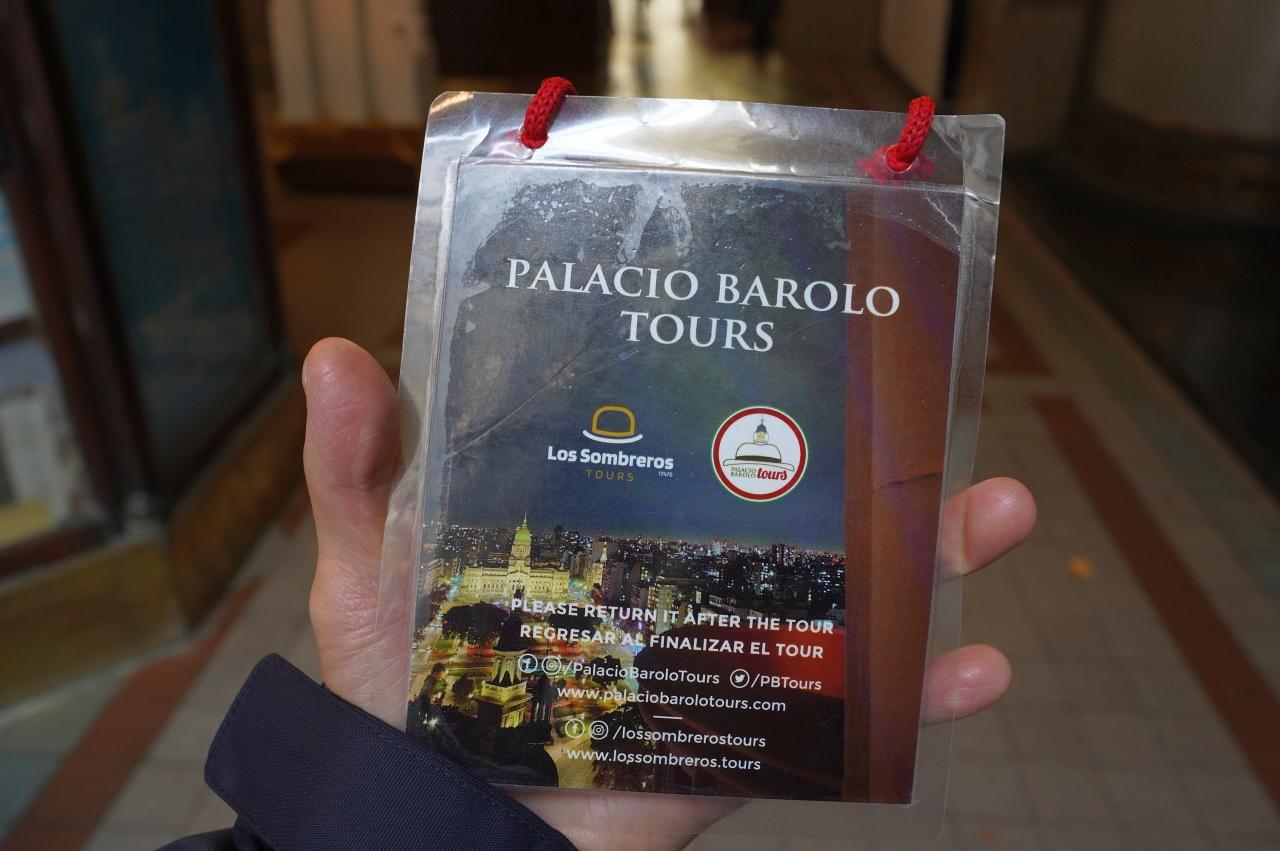 PALACIO BAROLO
TOURS
Los Sombreros
TOURS
17476
PALACIO
BAROLO tours
PLEASE RETURN IT AFTER THE TOUR
REGRESAR AL FINALIZAR EL TOUR
/PalacioBaroloTours /PBTours
www.palaciobarolotours.com
/lossombrerostours
www.lossombreros.tours